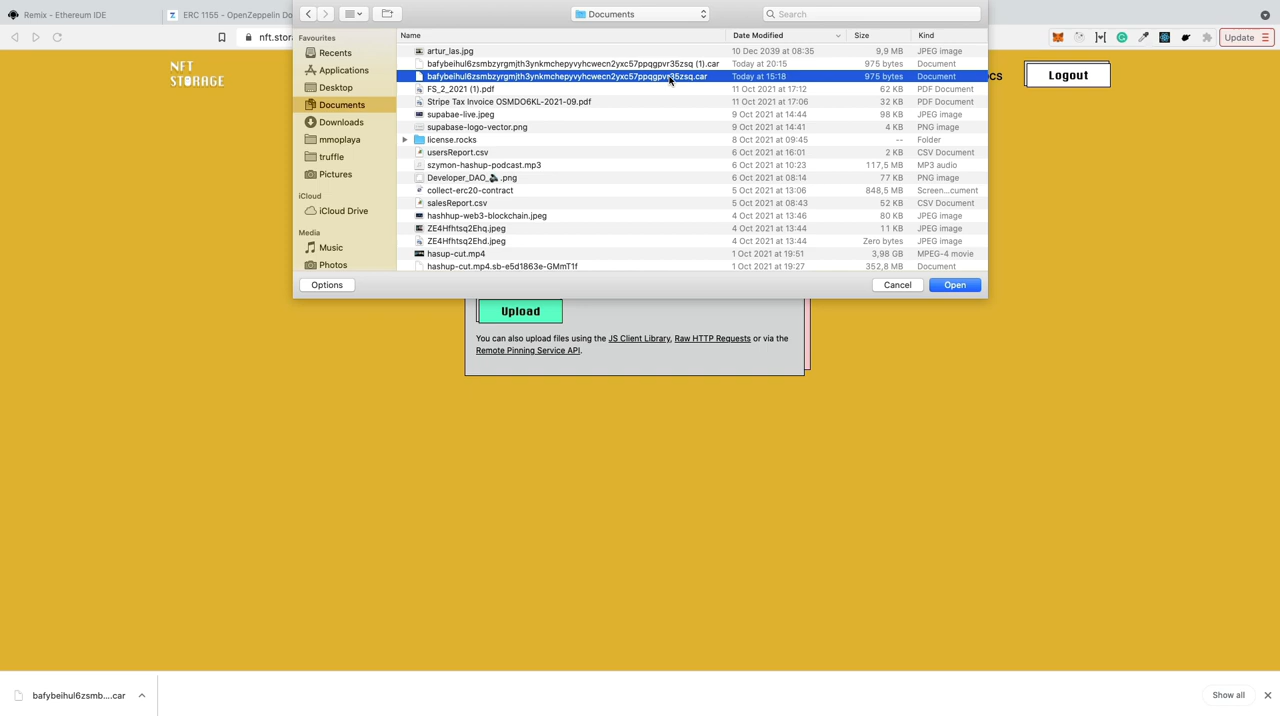 Remix - Ethereum IDE
ERC 1155 - OpenZeppelin Do
Documents
Search
nft.stor
Update
Favourites
Recents
Applications
Desktop
Documents
Downloads
mmoplaya
truffle
Pictures
iCloud
iCloud Drive
Media
Music
Photos
Name Date Modified Size Kind
artur_las.jpg 10 Dec 2039 at 08:35 9,9 MB JPEG image
bafybeihul6zsmbzyrgmjth3ynkmchepyvyhcwecn2yxc57ppqgpvr35zsq (1).car Today at 20:15 975 bytes Document
bafybeihul6zsmbzyrgmjth3ynkmchepyvyhcwecn2yxc57ppqgpvr35zsq.car Today at 15:18 975 bytes Document
FS_2_2021 (1).pdf 11 Oct 2021 at 17:12 62 KB PDF Document
Stripe Tax Invoice OSMDO6KL-2021-09.pdf 11 Oct 2021 at 17:06 32 KB PDF Document
supabae-live.jpeg 9 Oct 2021 at 14:44 98 KB JPEG image
supabase-logo-vector.png 9 Oct 2021 at 14:41 4 KB PNG image
license.rocks 8 Oct 2021 at 09:45 -- Folder
usersReport.csv 6 Oct 2021 at 16:01 2 KB CSV Document
szymon-hashup-podcast.mp3 6 Oct 2021 at 10:23 117,5 MB MP3 audio
Developer_DAO_🔈.png 6 Oct 2021 at 08:14 77 KB PNG image
collect-erc20-contract 5 Oct 2021 at 13:06 848,5 MB Screen...cument
salesReport.csv 5 Oct 2021 at 08:43 52 KB CSV Document
hashhup-web3-blockchain.jpeg 4 Oct 2021 at 13:46 80 KB JPEG image
ZE4Hfhtsq2Ehq.jpeg 4 Oct 2021 at 13:44 11 KB JPEG image
ZE4Hfhtsq2Ehd.jpeg 4 Oct 2021 at 13:44 Zero bytes JPEG image
hasup-cut.mp4 1 Oct 2021 at 19:51 3,98 GB MPEG-4 movie
hashup-cut.mp4.sb-e5d1863e-GMmT1f 1 Oct 2021 at 19:27 352,8 MB Document
Options
Cancel
Open
NFT
STORAGE
OCS
Logout
Upload
You can also upload files using the JS Client Library, Raw HTTP Requests or via the
Remote Pinning Service API.
bafybeihul6zsmb....car
Show all